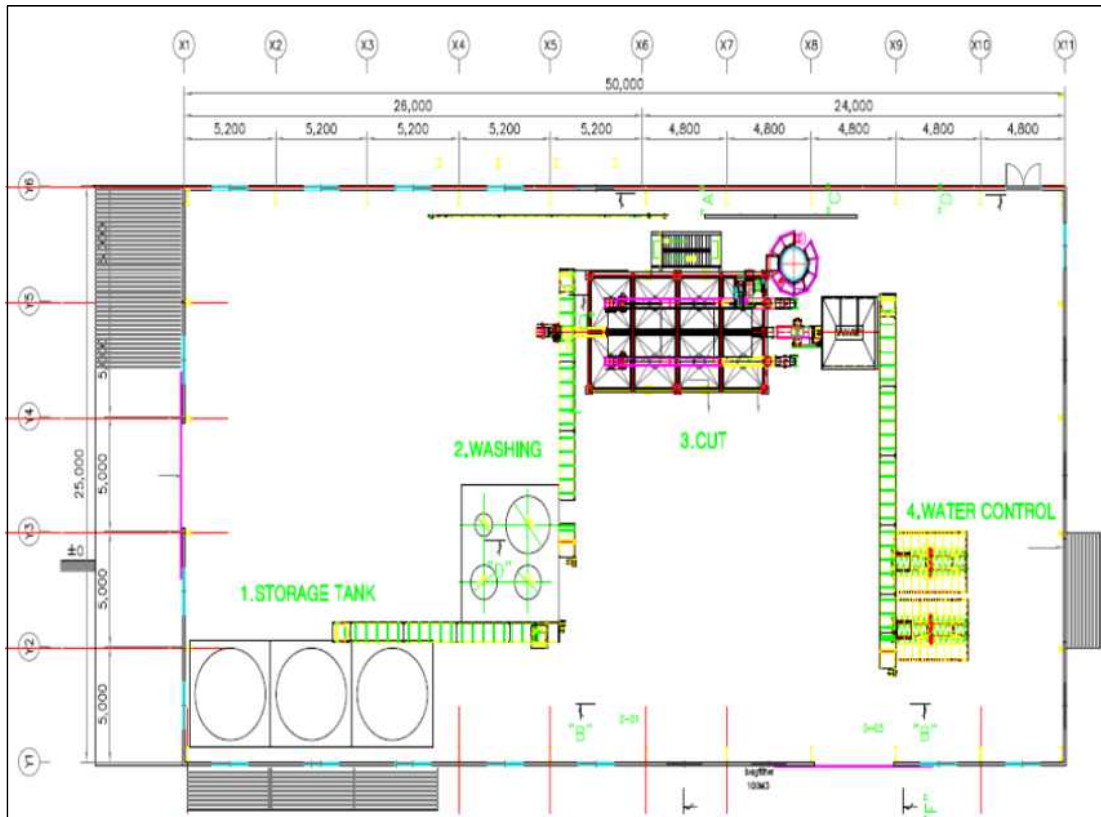 X1 X2 X3 X4 X5 X6 X7 X8 X9 X10 X11
50,000
26,000 24,000
5,200 5,200 5,200 5,200 5,200 4,800 4,800 4,800 4,800 4,800
Y6
"A" "C" "D"
Y5
5,000
Y4
2.WASHING
3.CUT
25,000
5,000
Y3
4.WATER CONTROL
±0
"D"
5,000
1.STORAGE TANK
Y2
5,000
"B" "B"
Y1
100M3
"F"